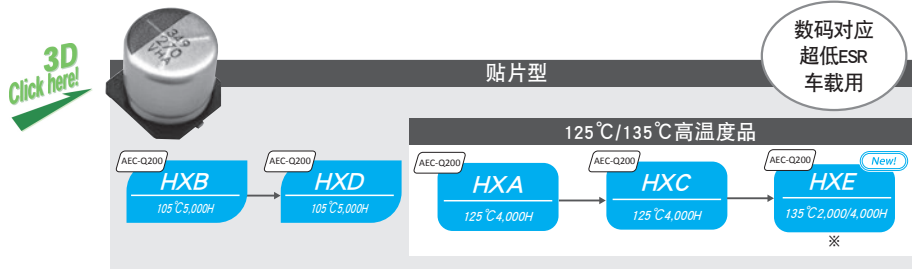 3D
Click here!
349
270
VHA
贴片型
数码对应
超低ESR
车载用
125℃/135℃高温度品
AEC-Q200
HXB
105℃5,000H
AEC-Q200
HXD
105℃5,000H
AEC-Q200
HXA
125℃4,000H
AEC-Q200
HXC
125℃4,000H
AEC-Q200
New!
HXE
135℃2,000/4,000H
※